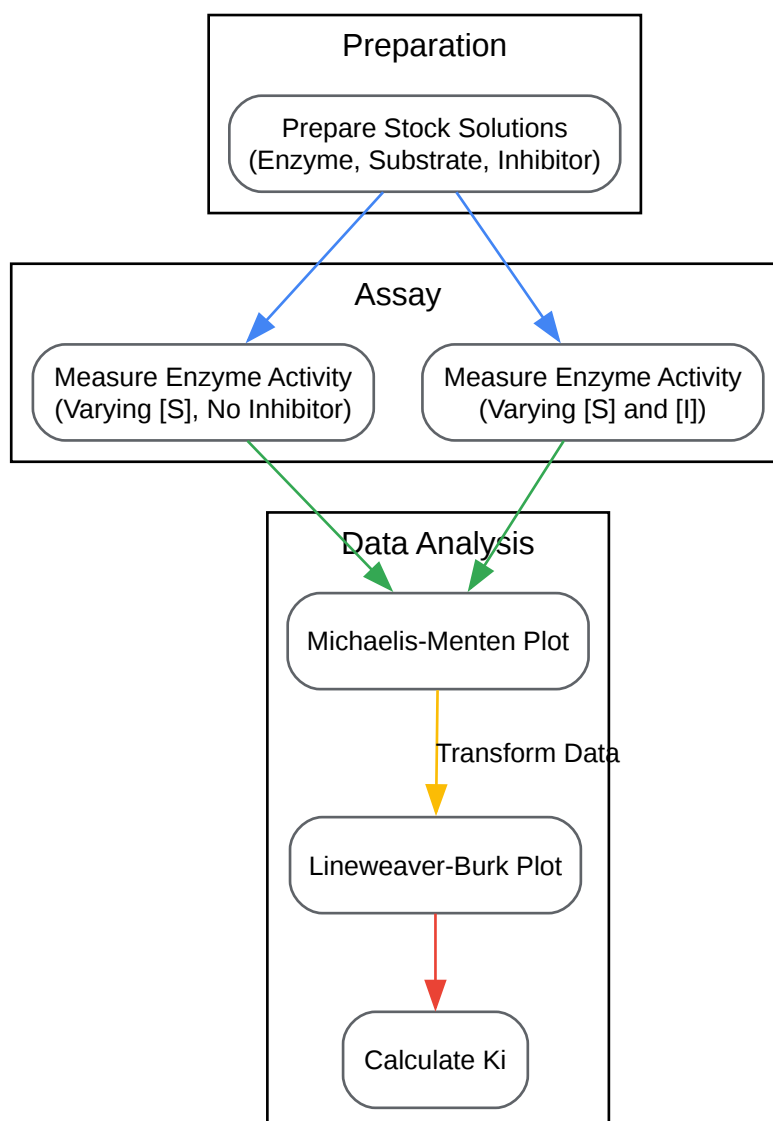 Preparation
Prepare Stock Solutions
(Enzyme, Substrate, Inhibitor)
Assay
Measure Enzyme Activity
(Varying [S], No Inhibitor)
Measure Enzyme Activity
(Varying [S] and [I])
Data Analysis
Michaelis-Menten Plot
Transform Data
Lineweaver-Burk Plot
Calculate Ki